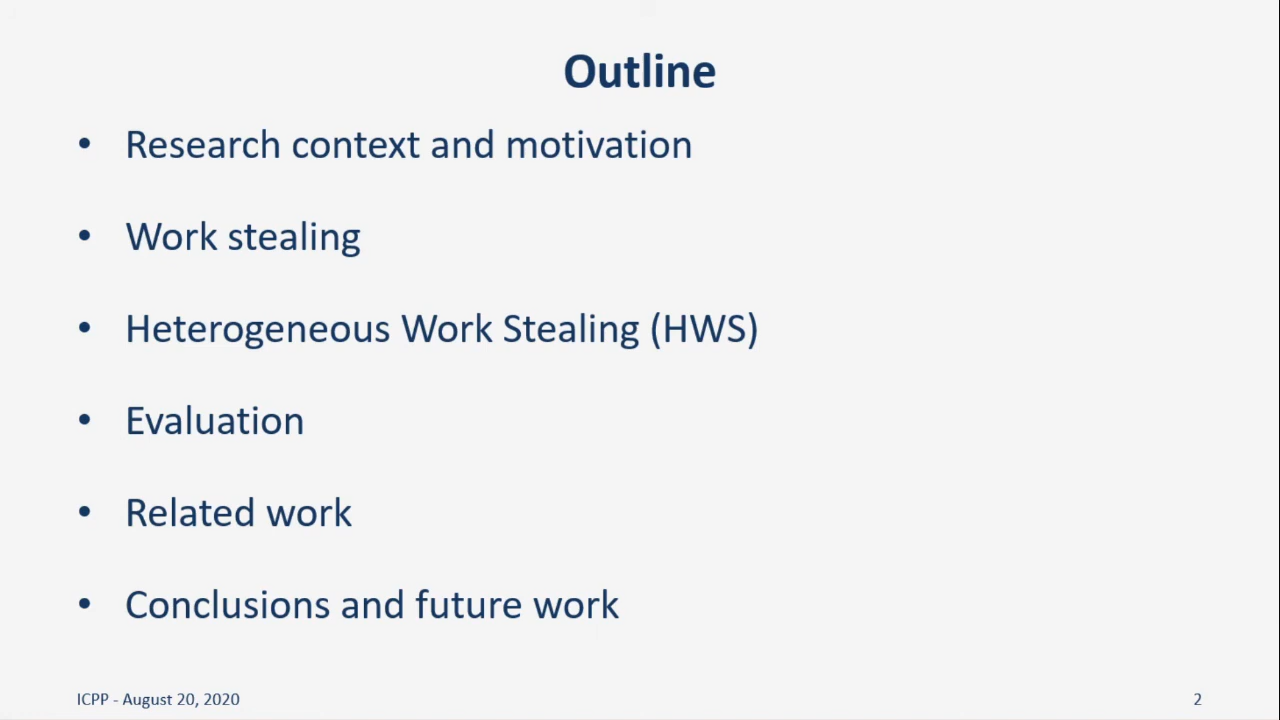 Outline
• Research context and motivation
• Work stealing
• Heterogeneous Work Stealing (HWS)
• Evaluation
• Related work
• Conclusions and future work
ICPP - August 20, 2020
2